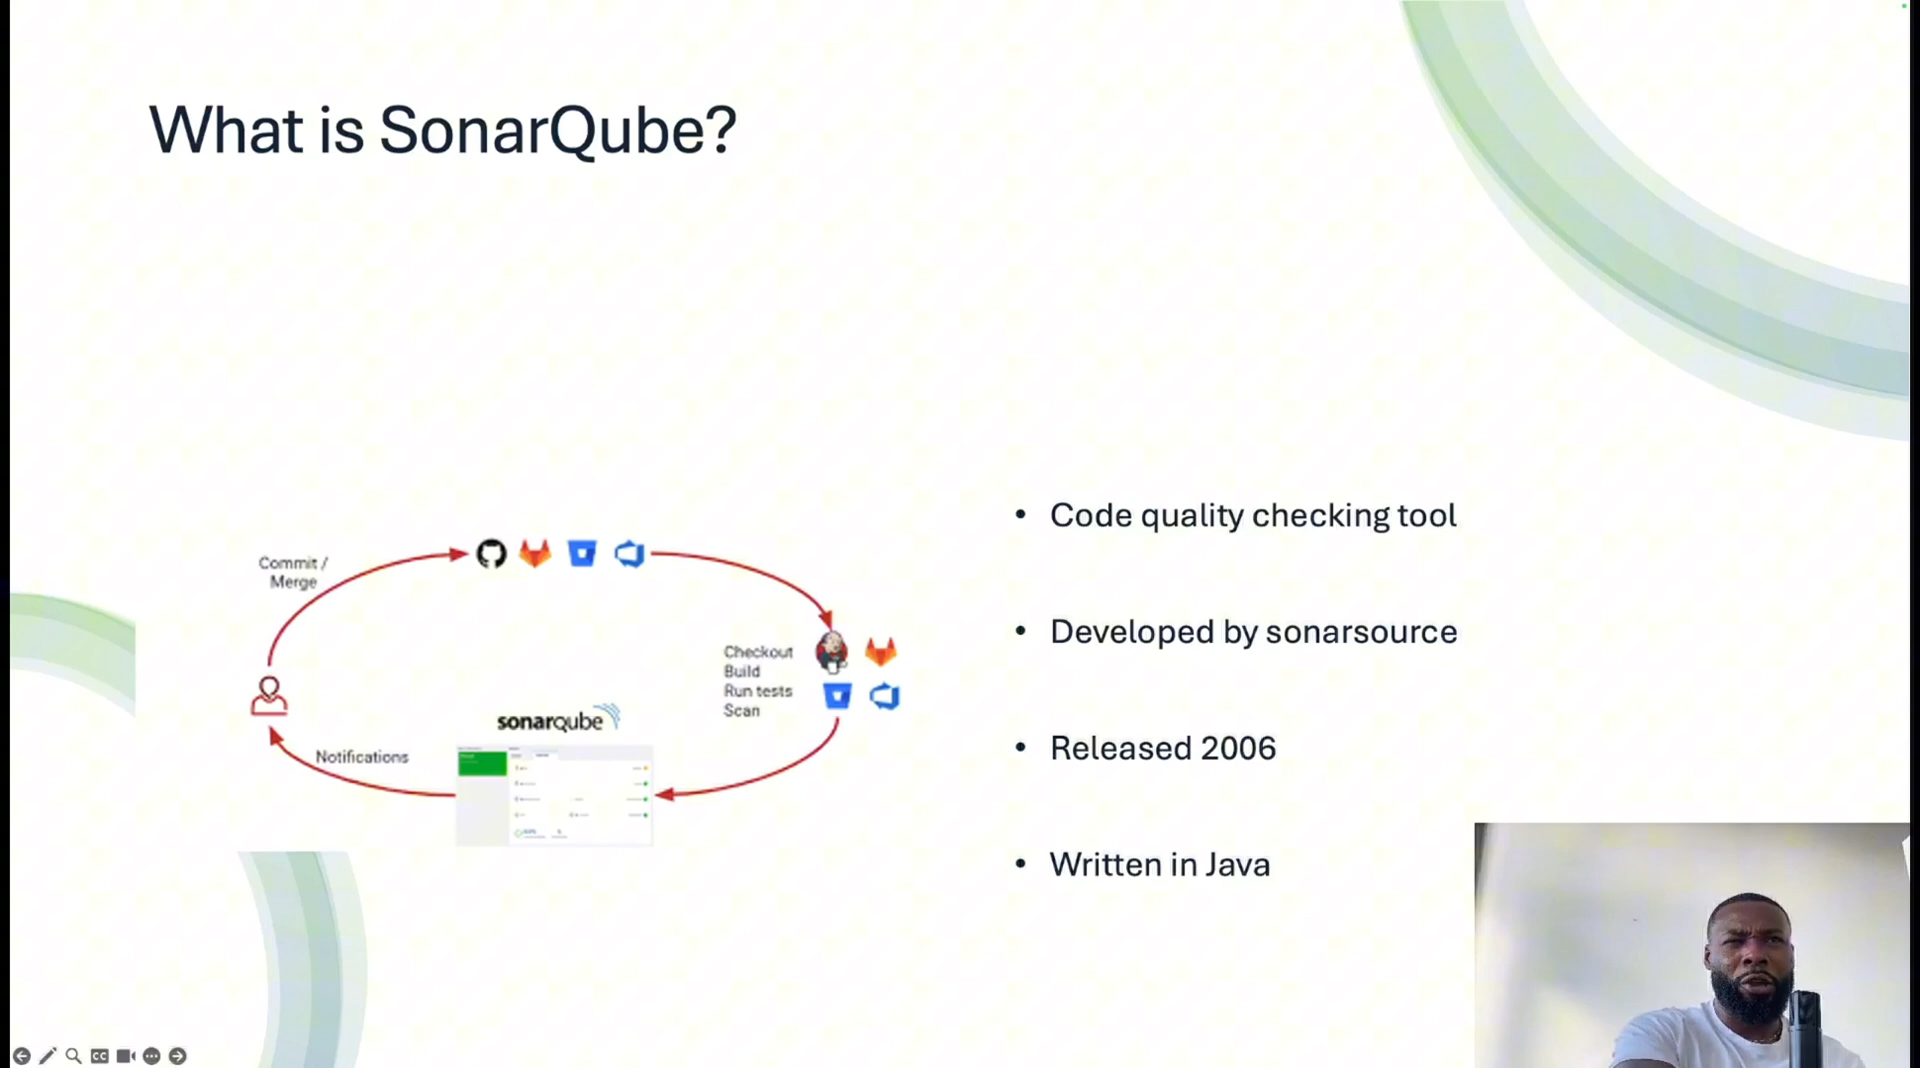 What is SonarQube?
Commit /
Merge
Checkout
Build
Run tests
Scan
sonarqube
Notifications
• Code quality checking tool
• Developed by sonarsource
• Released 2006
• Written in Java
CC